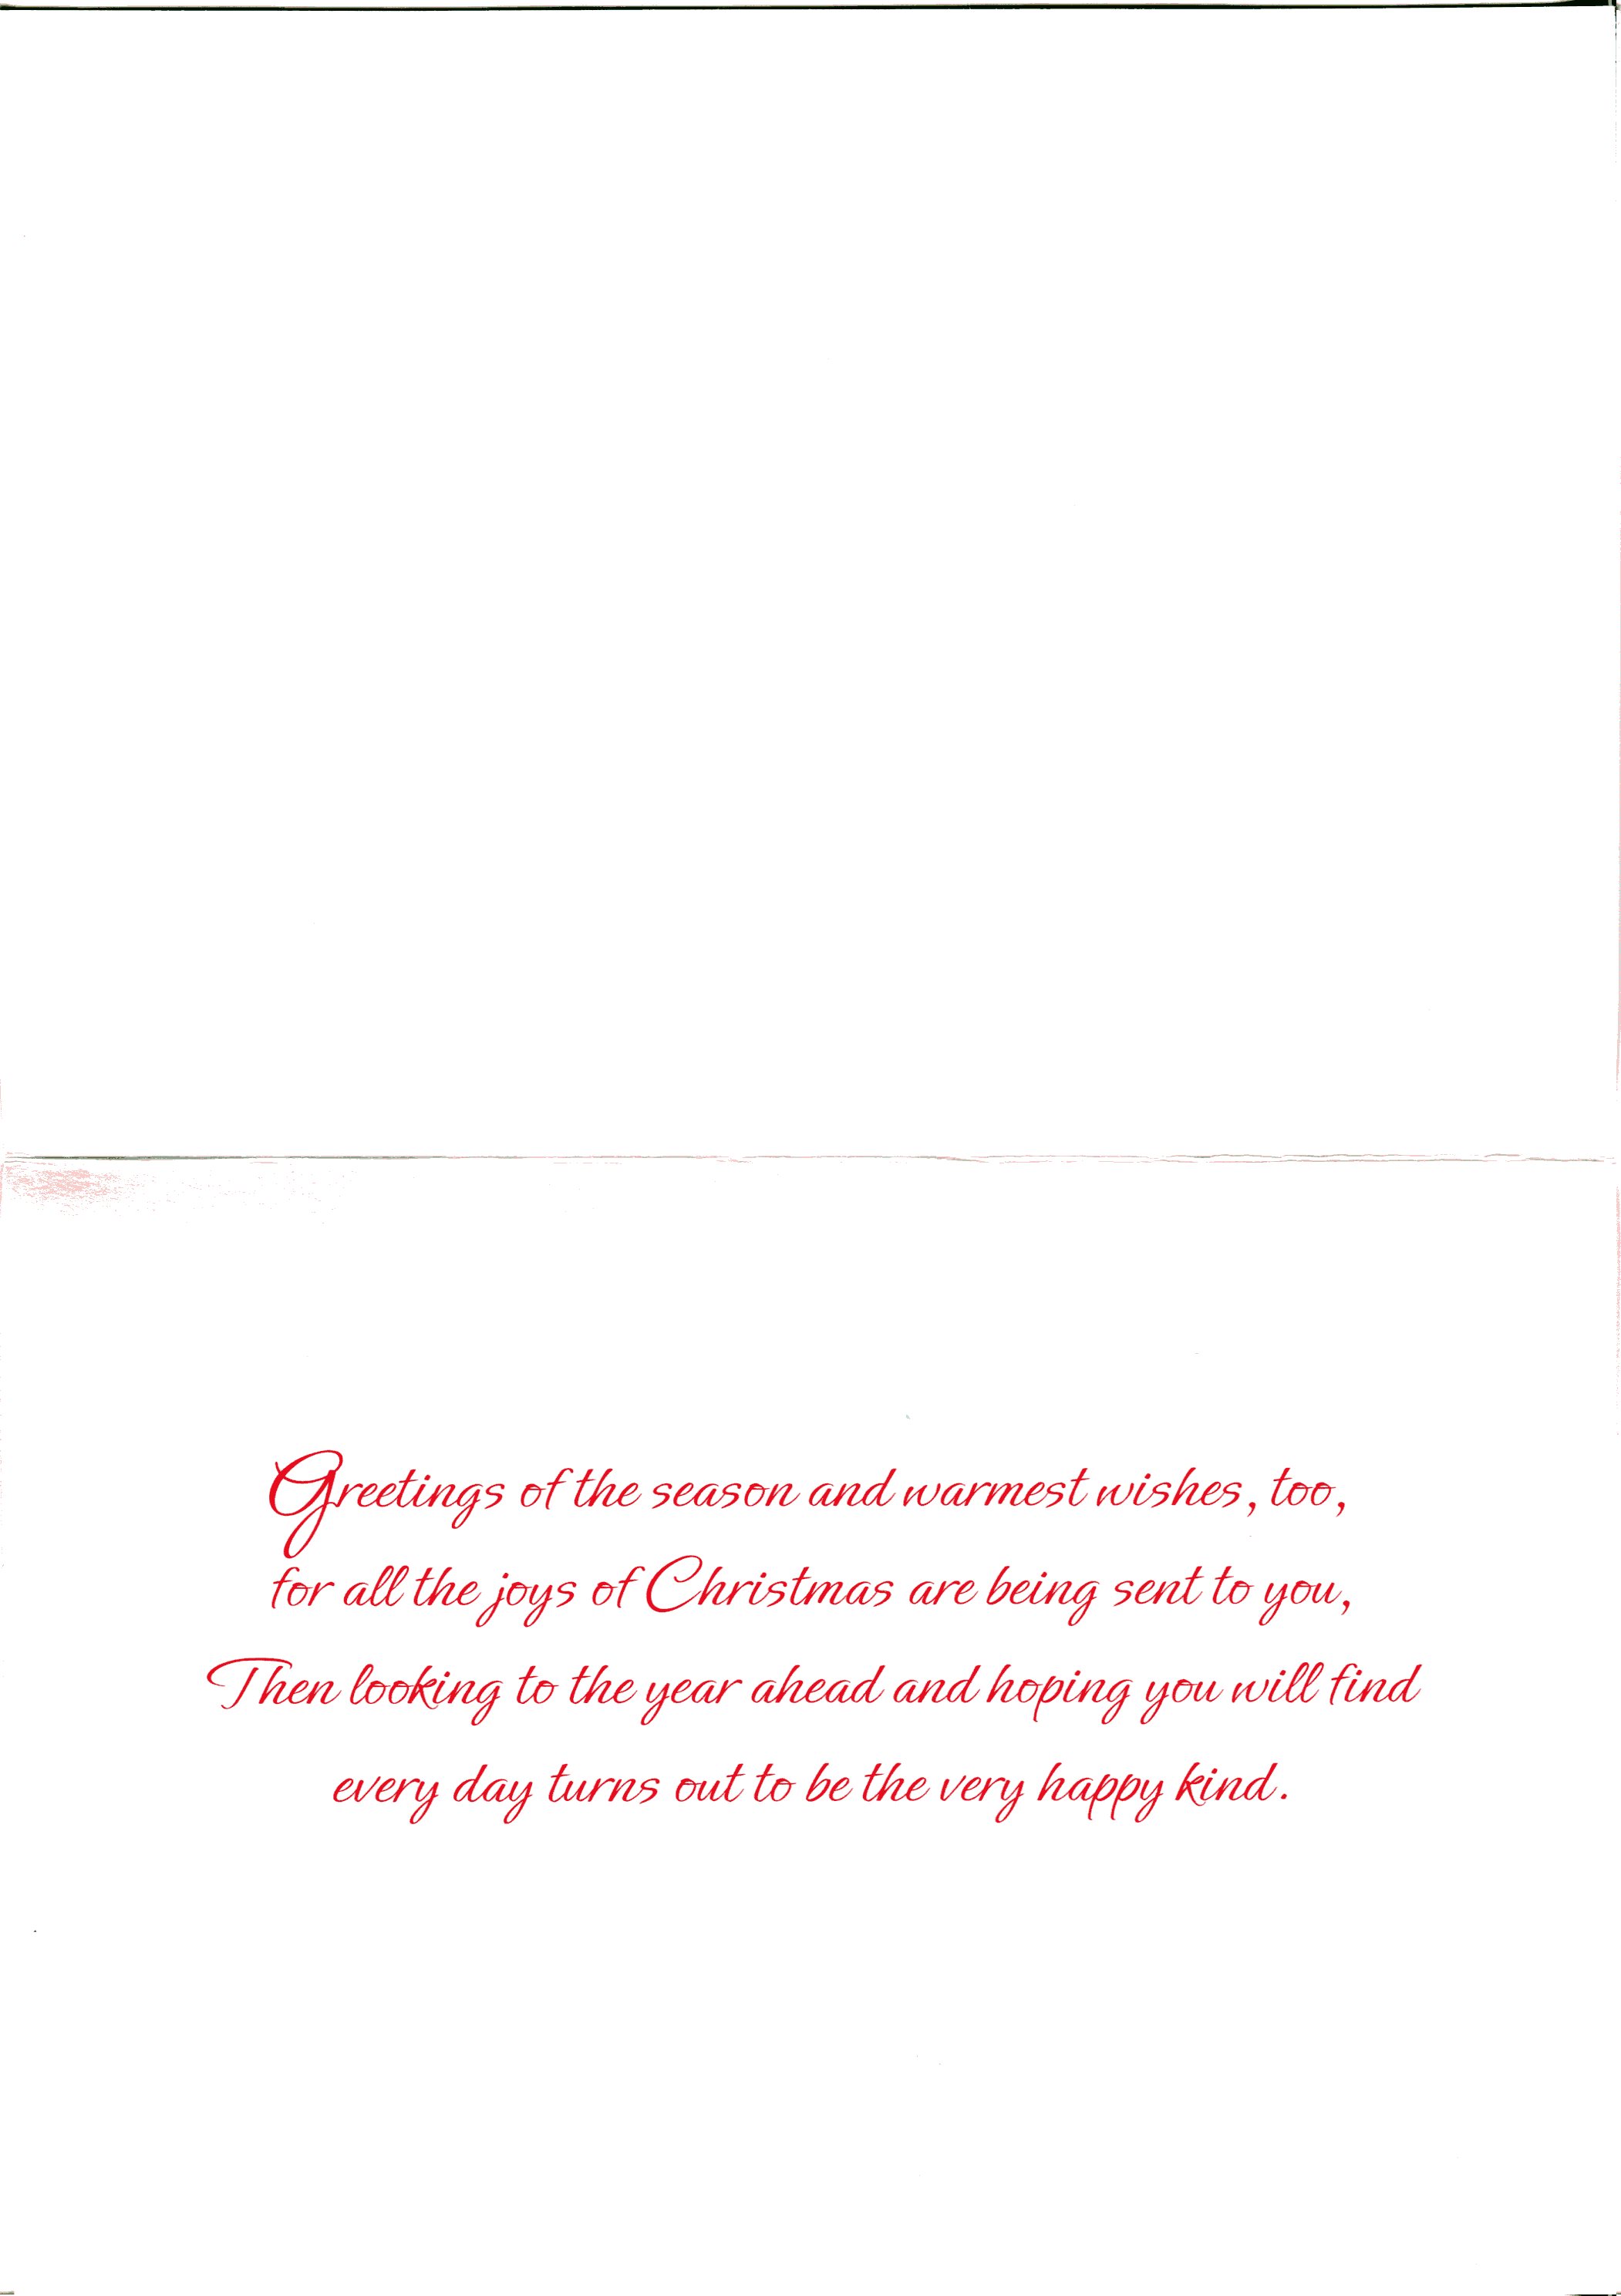 Greetings of the season and warmest wishes, too,
for all the joys of Christmas are being sent to you,
Then looking to the year ahead and hoping you will find
every day turns out to be the very happy kind.